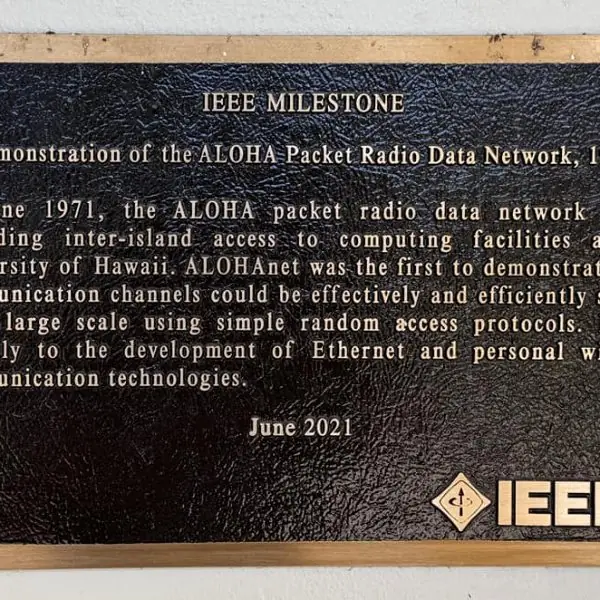 IEEE MILESTONE
monstration of the ALOHA Packet Radio Data Network, 1
ne 1971, the ALOHA packet radio data network
ding inter-island access to computing facilities a
rsity of Hawaii. ALOHAnet was the first to demonstrat
unication channels could be effectively and efficiently s
large scale using simple random access protocols.
ly to the development of Ethernet and personal wi
unication technologies.
June 2021
IEEE